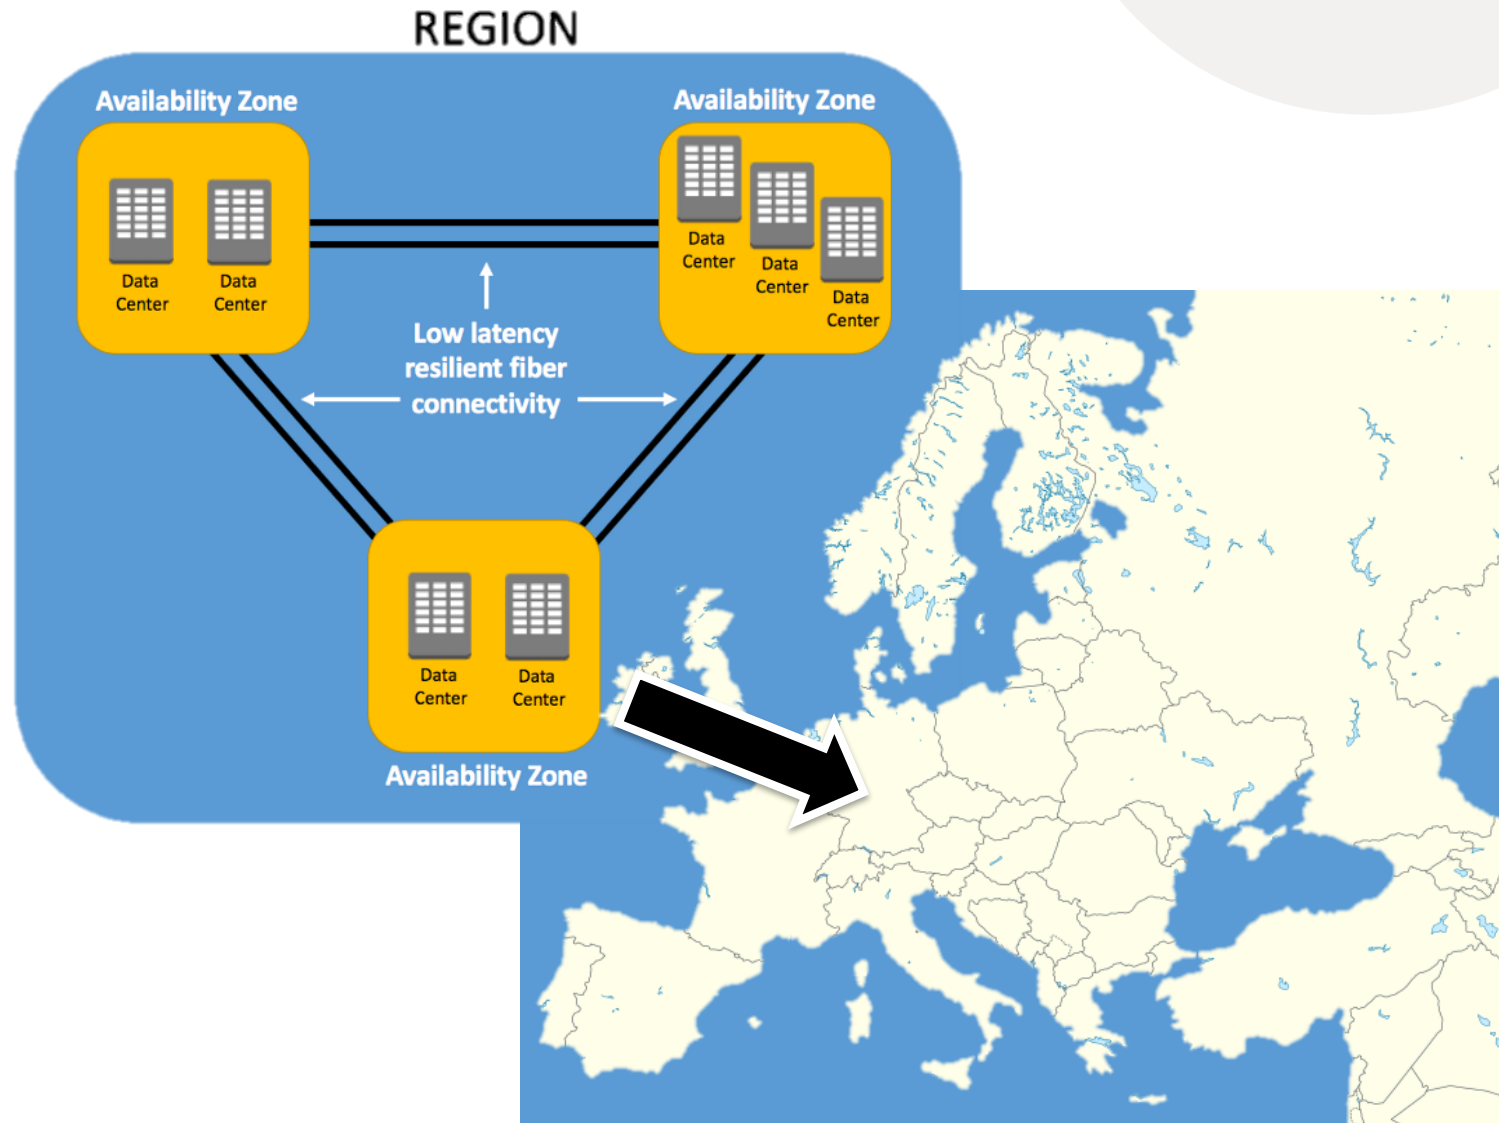 REGION
Availability Zone
Data
Center
Data
Center
Availability Zone
Data
Center
Data
Center
Data
Center
Low latency
resilient fiber
connectivity
Data
Center
Data
Center
Availability Zone